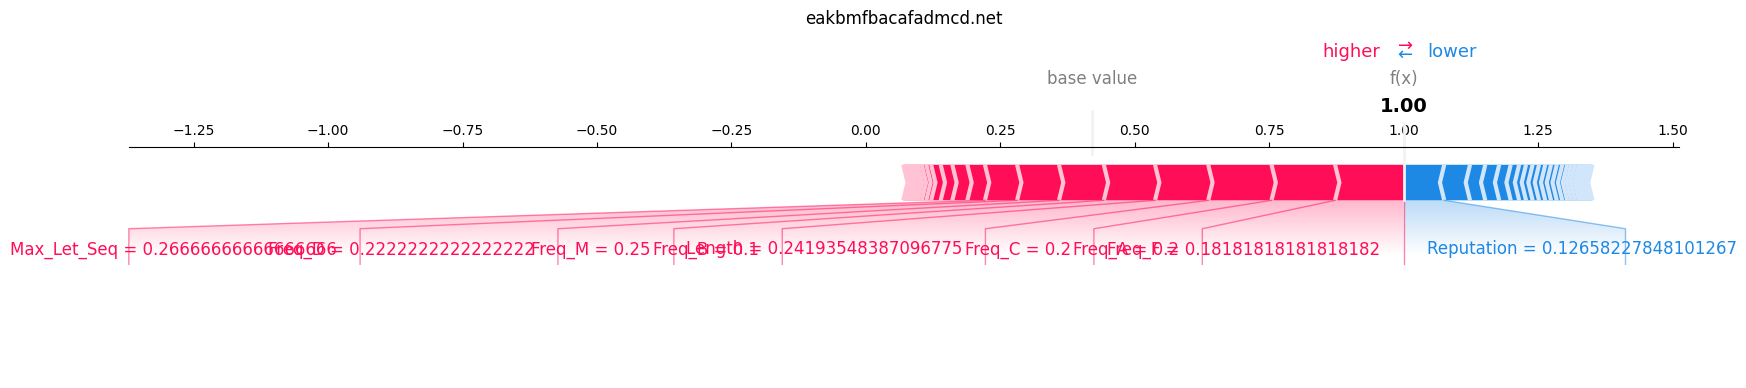 eakbmfbacafadmcd.net
higher ⇄ lower
base value f(x)
1.00
−1.25 −1.00 −0.75 −0.50 −0.25 0.00 0.25 0.50 0.75 1.00 1.25 1.50
Max_Let_Seq = 0.26666666666666666 Freq_D = 0.2222222222222222 Freq_M = 0.25 Freq_B = 0.1 Length = 0.24193548387096775 Freq_C = 0.2 Freq_A = 0.2 Freq_F = 0.18181818181818182 Reputation = 0.12658227848101267